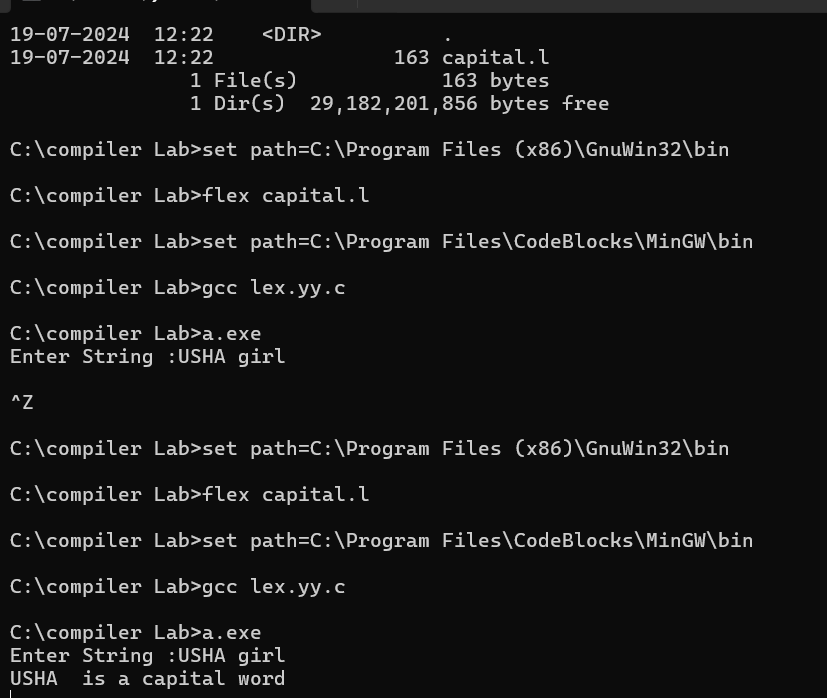 19-07-2024  12:22    <DIR>          .
19-07-2024  12:22               163 capital.l
               1 File(s)            163 bytes
               1 Dir(s)  29,182,201,856 bytes free
C:\compiler Lab>set path=C:\Program Files (x86)\GnuWin32\bin
C:\compiler Lab>flex capital.l
C:\compiler Lab>set path=C:\Program Files\CodeBlocks\MinGW\bin
C:\compiler Lab>gcc lex.yy.c
C:\compiler Lab>a.exe
Enter String :USHA girl
^Z
C:\compiler Lab>set path=C:\Program Files (x86)\GnuWin32\bin
C:\compiler Lab>flex capital.l
C:\compiler Lab>set path=C:\Program Files\CodeBlocks\MinGW\bin
C:\compiler Lab>gcc lex.yy.c
C:\compiler Lab>a.exe
Enter String :USHA girl
USHA  is a capital word